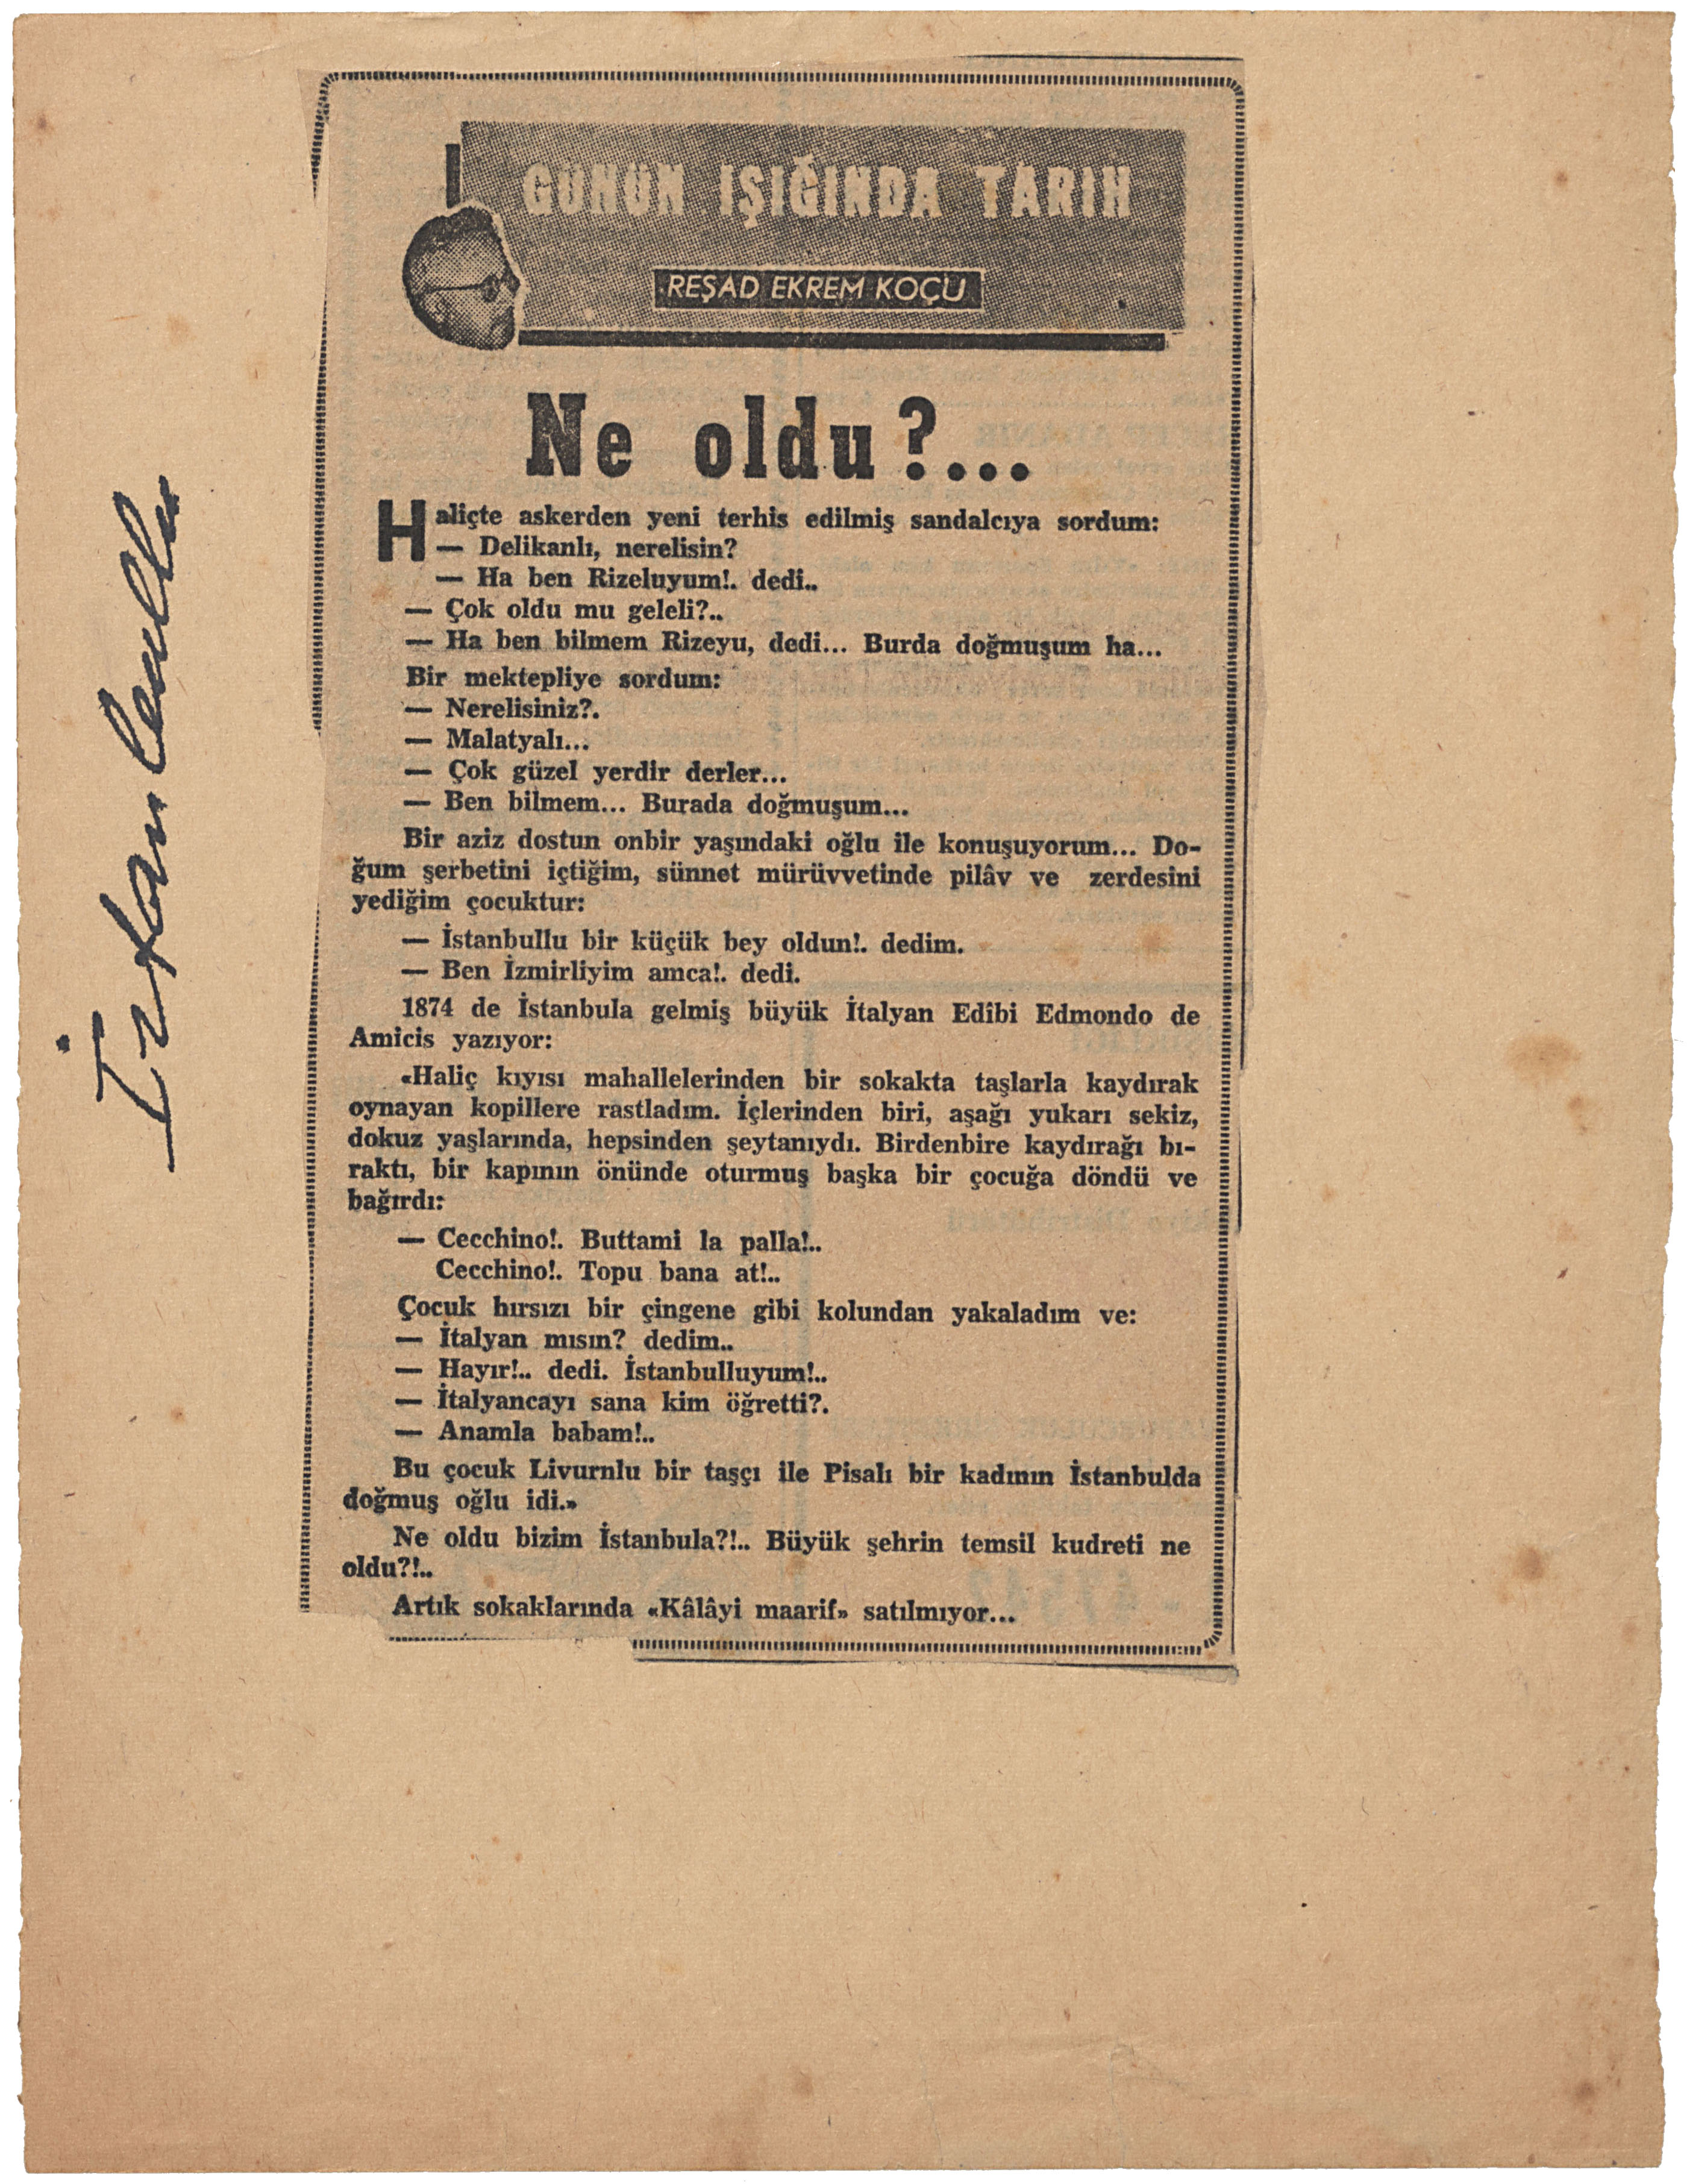 İstanbullu
GÜNÜN IŞIĞINDA TARİH
REŞAD EKREM KOÇU
Ne oldu?...
Haliçte askerden yeni terhis edilmiş sandalcıya sordum:
— Delikanlı, nerelisin?
— Ha ben Rizeluyum!. dedi..
— Çok oldu mu geleli?..
— Ha ben bilmem Rizeyu, dedi... Burda doğmuşum ha...
Bir mektepliye sordum:
— Nerelisiniz?.
— Malatyalı...
— Çok güzel yerdir derler...
— Ben bilmem... Burada doğmuşum...
Bir aziz dostun onbir yaşındaki oğlu ile konuşuyorum... Do-
ğum şerbetini içtiğim, sünnet mürüvvetinde pilâv ve zerdesini
yediğim çocuktur:
— İstanbullu bir küçük bey oldun!. dedim.
— Ben İzmirliyim amca!. dedi.
1874 de İstanbula gelmiş büyük İtalyan Edîbi Edmondo de
Amicis yazıyor:
«Haliç kıyısı mahallelerinden bir sokakta taşlarla kaydırak
oynayan kopillere rastladım. İçlerinden biri, aşağı yukarı sekiz,
dokuz yaşlarında, hepsinden şeytanıydı. Birdenbire kaydırağı bı-
raktı, bir kapının önünde oturmuş başka bir çocuğa döndü ve
bağırdı:
— Cecchino!. Buttami la palla!..
Cecchino!. Topu bana at!..
Çocuk hırsızı bir çingene gibi kolundan yakaladım ve:
— İtalyan mısın? dedim..
— Hayır!.. dedi. İstanbulluyum!..
— İtalyancayı sana kim öğretti?.
— Anamla babam!..
Bu çocuk Livurnlu bir taşçı ile Pisalı bir kadının İstanbulda
doğmuş oğlu idi.»
Ne oldu bizim İstanbula?!.. Büyük şehrin temsil kudreti ne
oldu?!..
Artık sokaklarında «Kâlâyi maarif» satılmıyor...